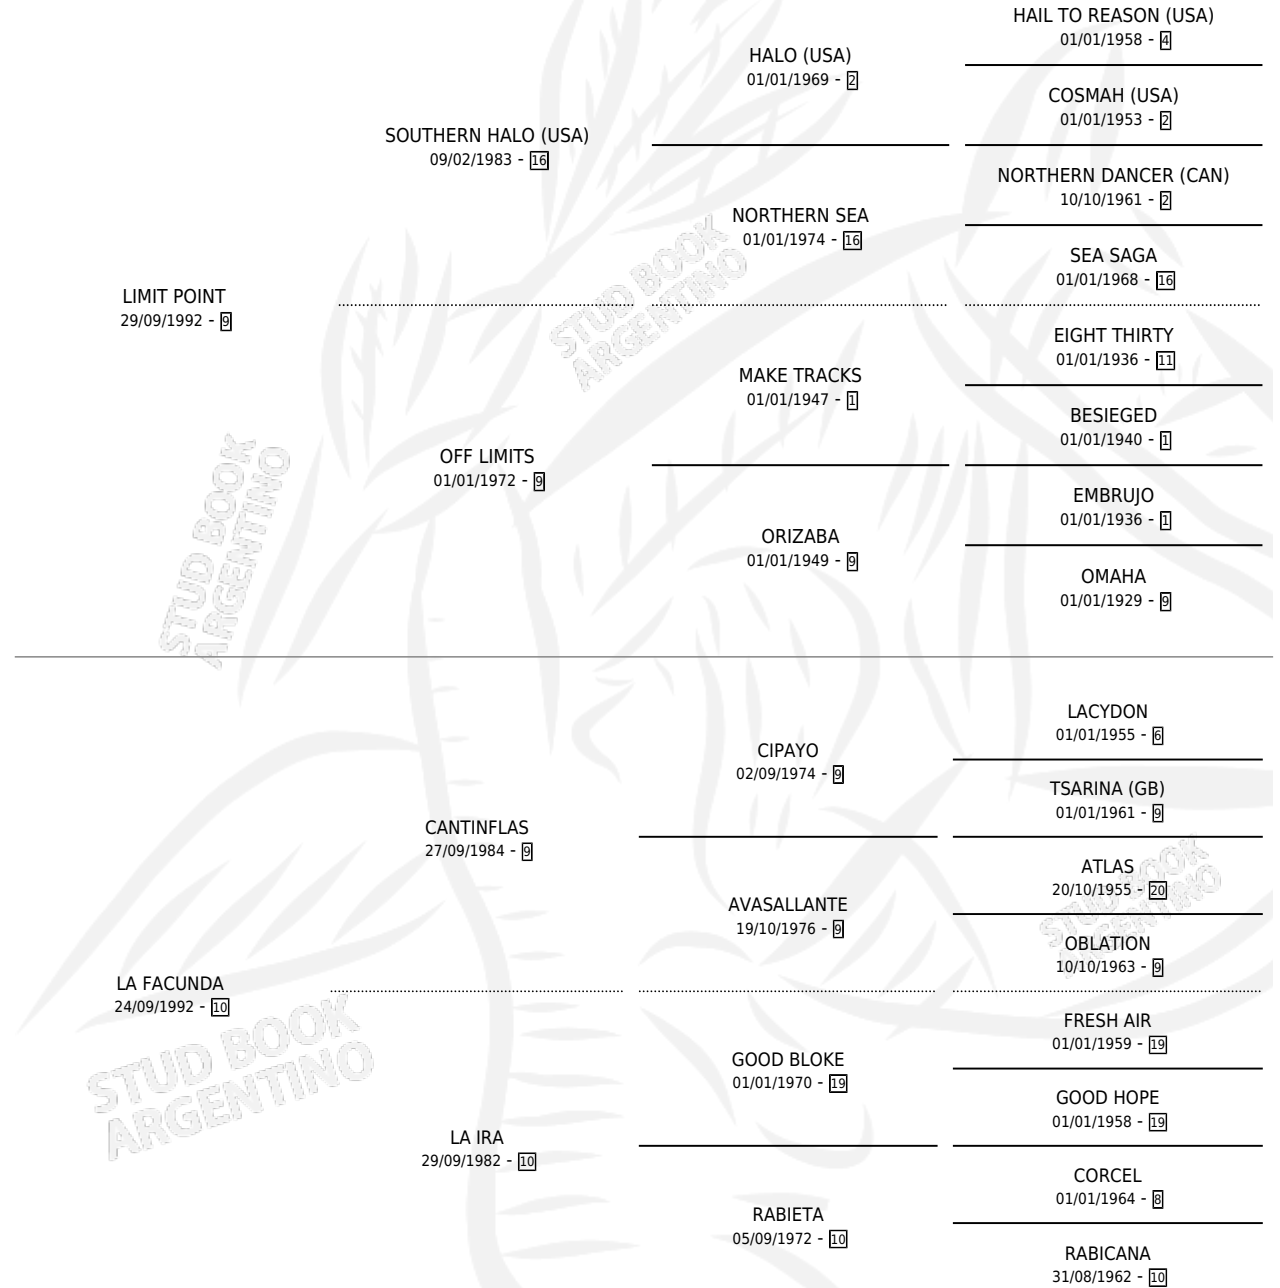 HAIL TO REASON (USA)
01/01/1958 - 4
HALO (USA)
01/01/1969 - 2
COSMAH (USA)
01/01/1953 - 2
SOUTHERN HALO (USA)
09/02/1983 - 16
NORTHERN DANCER (CAN)
10/10/1961 - 2
NORTHERN SEA
01/01/1974 - 16
SEA SAGA
01/01/1968 - 16
LIMIT POINT
29/09/1992 - 9
EIGHT THIRTY
01/01/1936 - 11
MAKE TRACKS
01/01/1947 - 1
BESIEGED
01/01/1940 - 1
OFF LIMITS
01/01/1972 - 9
EMBRUJO
01/01/1936 - 1
ORIZABA
01/01/1949 - 9
OMAHA
01/01/1929 - 9
STUD BOOK
ARGENTINO
STUD BOOK
ARGENTINO
LACYDON
01/01/1955 - 6
CIPAYO
02/09/1974 - 9
TSARINA (GB)
01/01/1961 - 9
CANTINFLAS
27/09/1984 - 9
ATLAS
20/10/1955 - 20
AVASALLANTE
19/10/1976 - 9
OBLATION
10/10/1963 - 9
LA FACUNDA
24/09/1992 - 10
FRESH AIR
01/01/1959 - 19
GOOD BLOKE
01/01/1970 - 19
GOOD HOPE
01/01/1958 - 19
LA IRA
29/09/1982 - 10
CORCEL
01/01/1964 - 8
RABIETA
05/09/1972 - 10
RABICANA
31/08/1962 - 10
STUD BOOK
ARGENTINO
STUD BOOK
ARGENTINO